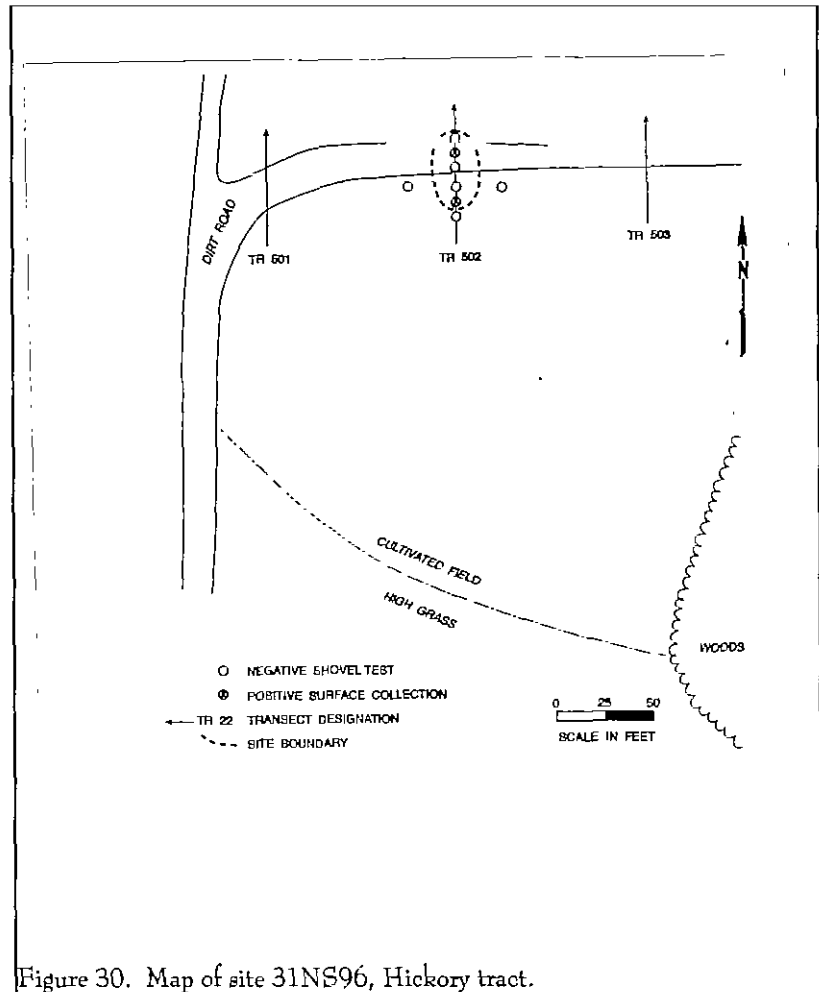 DIRT ROAD
TR 501
TR 502
TR 503
N
CULTIVATED FIELD
HIGH GRASS
WOODS
NEGATIVE SHOVEL TEST
POSITIVE SURFACE COLLECTION
TR 22 TRANSECT DESIGNATION
SITE BOUNDARY
0 25 50
SCALE IN FEET
Figure 30. Map of site 31NS96, Hickory tract.